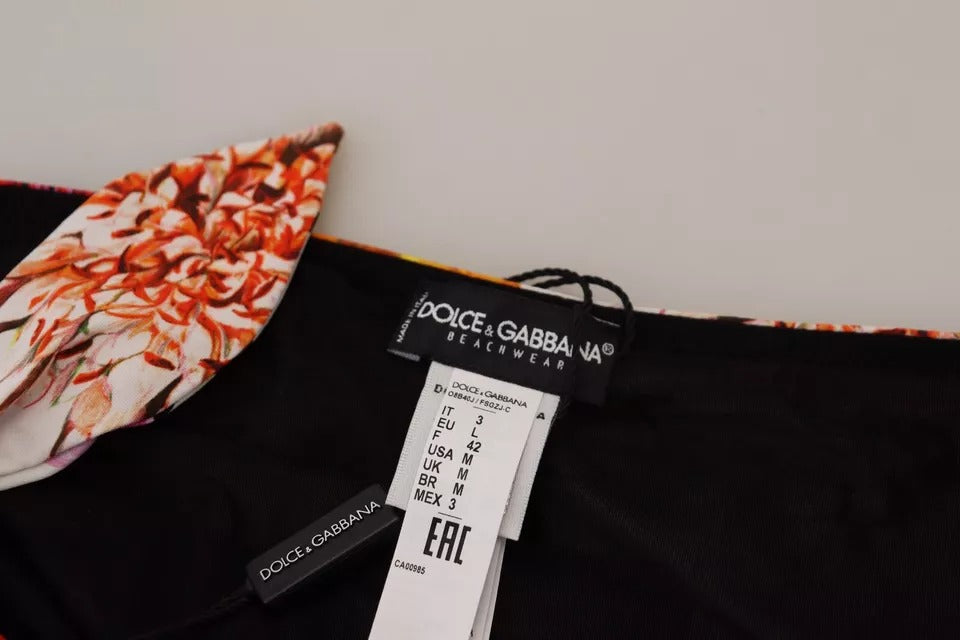 MADE IN ITALY
DOLCE & GABBANA®
BEACHWEAR
DOLCE & GABBANA
O8B40J / FSGZJ-C
IT 3
EU L
F 42
USA M
UK M
BR M
MEX 3
EAC
CA00985
DOLCE & GABBANA